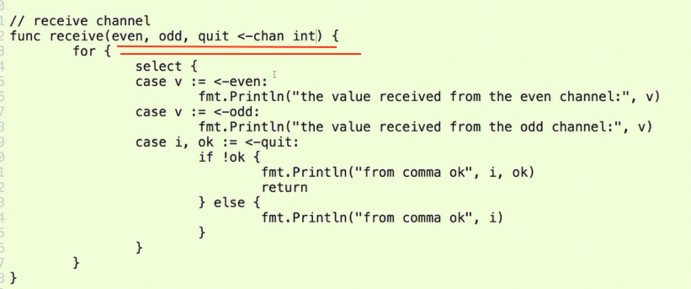 // receive channel
func receive(even, odd, quit <-chan int) {
        for {
                select {
                case v := <-even:
                        fmt.Println("the value received from the even channel:", v)
                case v := <-odd:
                        fmt.Println("the value received from the odd channel:", v)
                case i, ok := <-quit:
                        if !ok {
                                fmt.Println("from comma ok", i, ok)
                                return
                        } else {
                                fmt.Println("from comma ok", i)
                        }
                }
        }
}